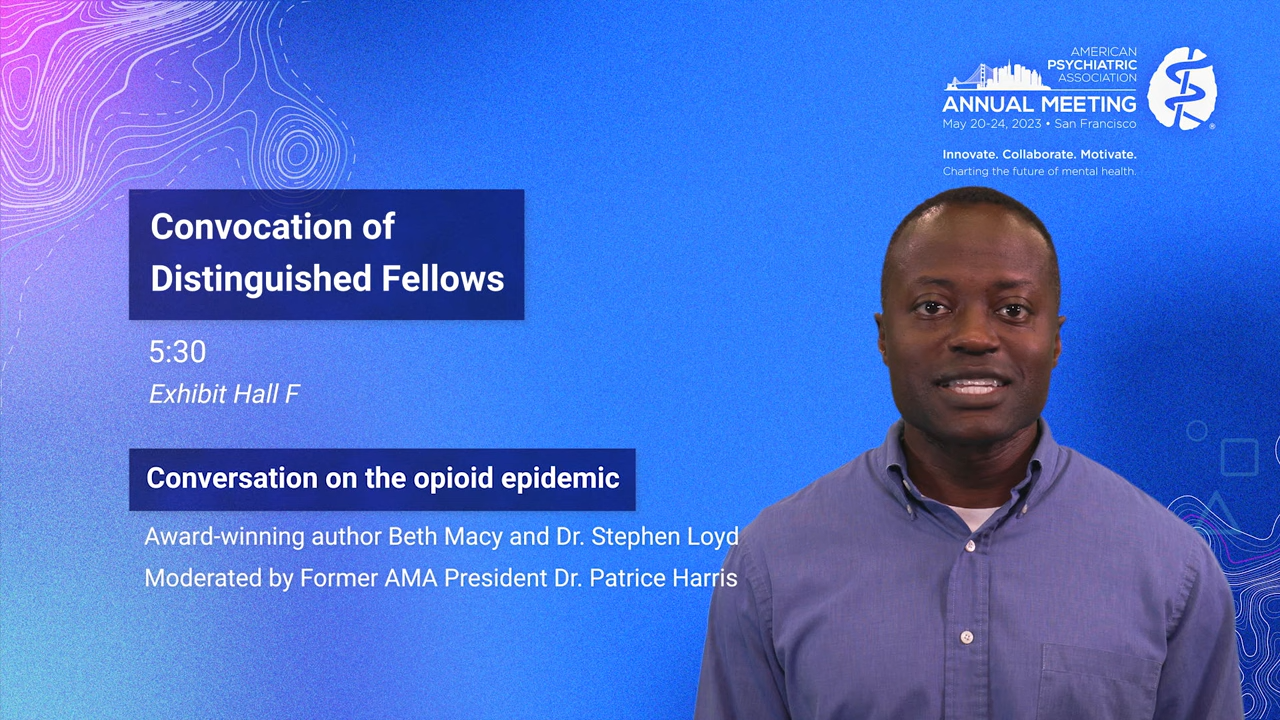 AMERICAN
PSYCHIATRIC
ASSOCIATION
ANNUAL MEETING
May 20-24, 2023 • San Francisco
Innovate. Collaborate. Motivate.
Charting the future of mental health.
Convocation of
Distinguished Fellows
5:30
Exhibit Hall F
Conversation on the opioid epidemic
Award-winning author Beth Macy and Dr. Stephen Loyd
Moderated by Former AMA President Dr. Patrice Harris